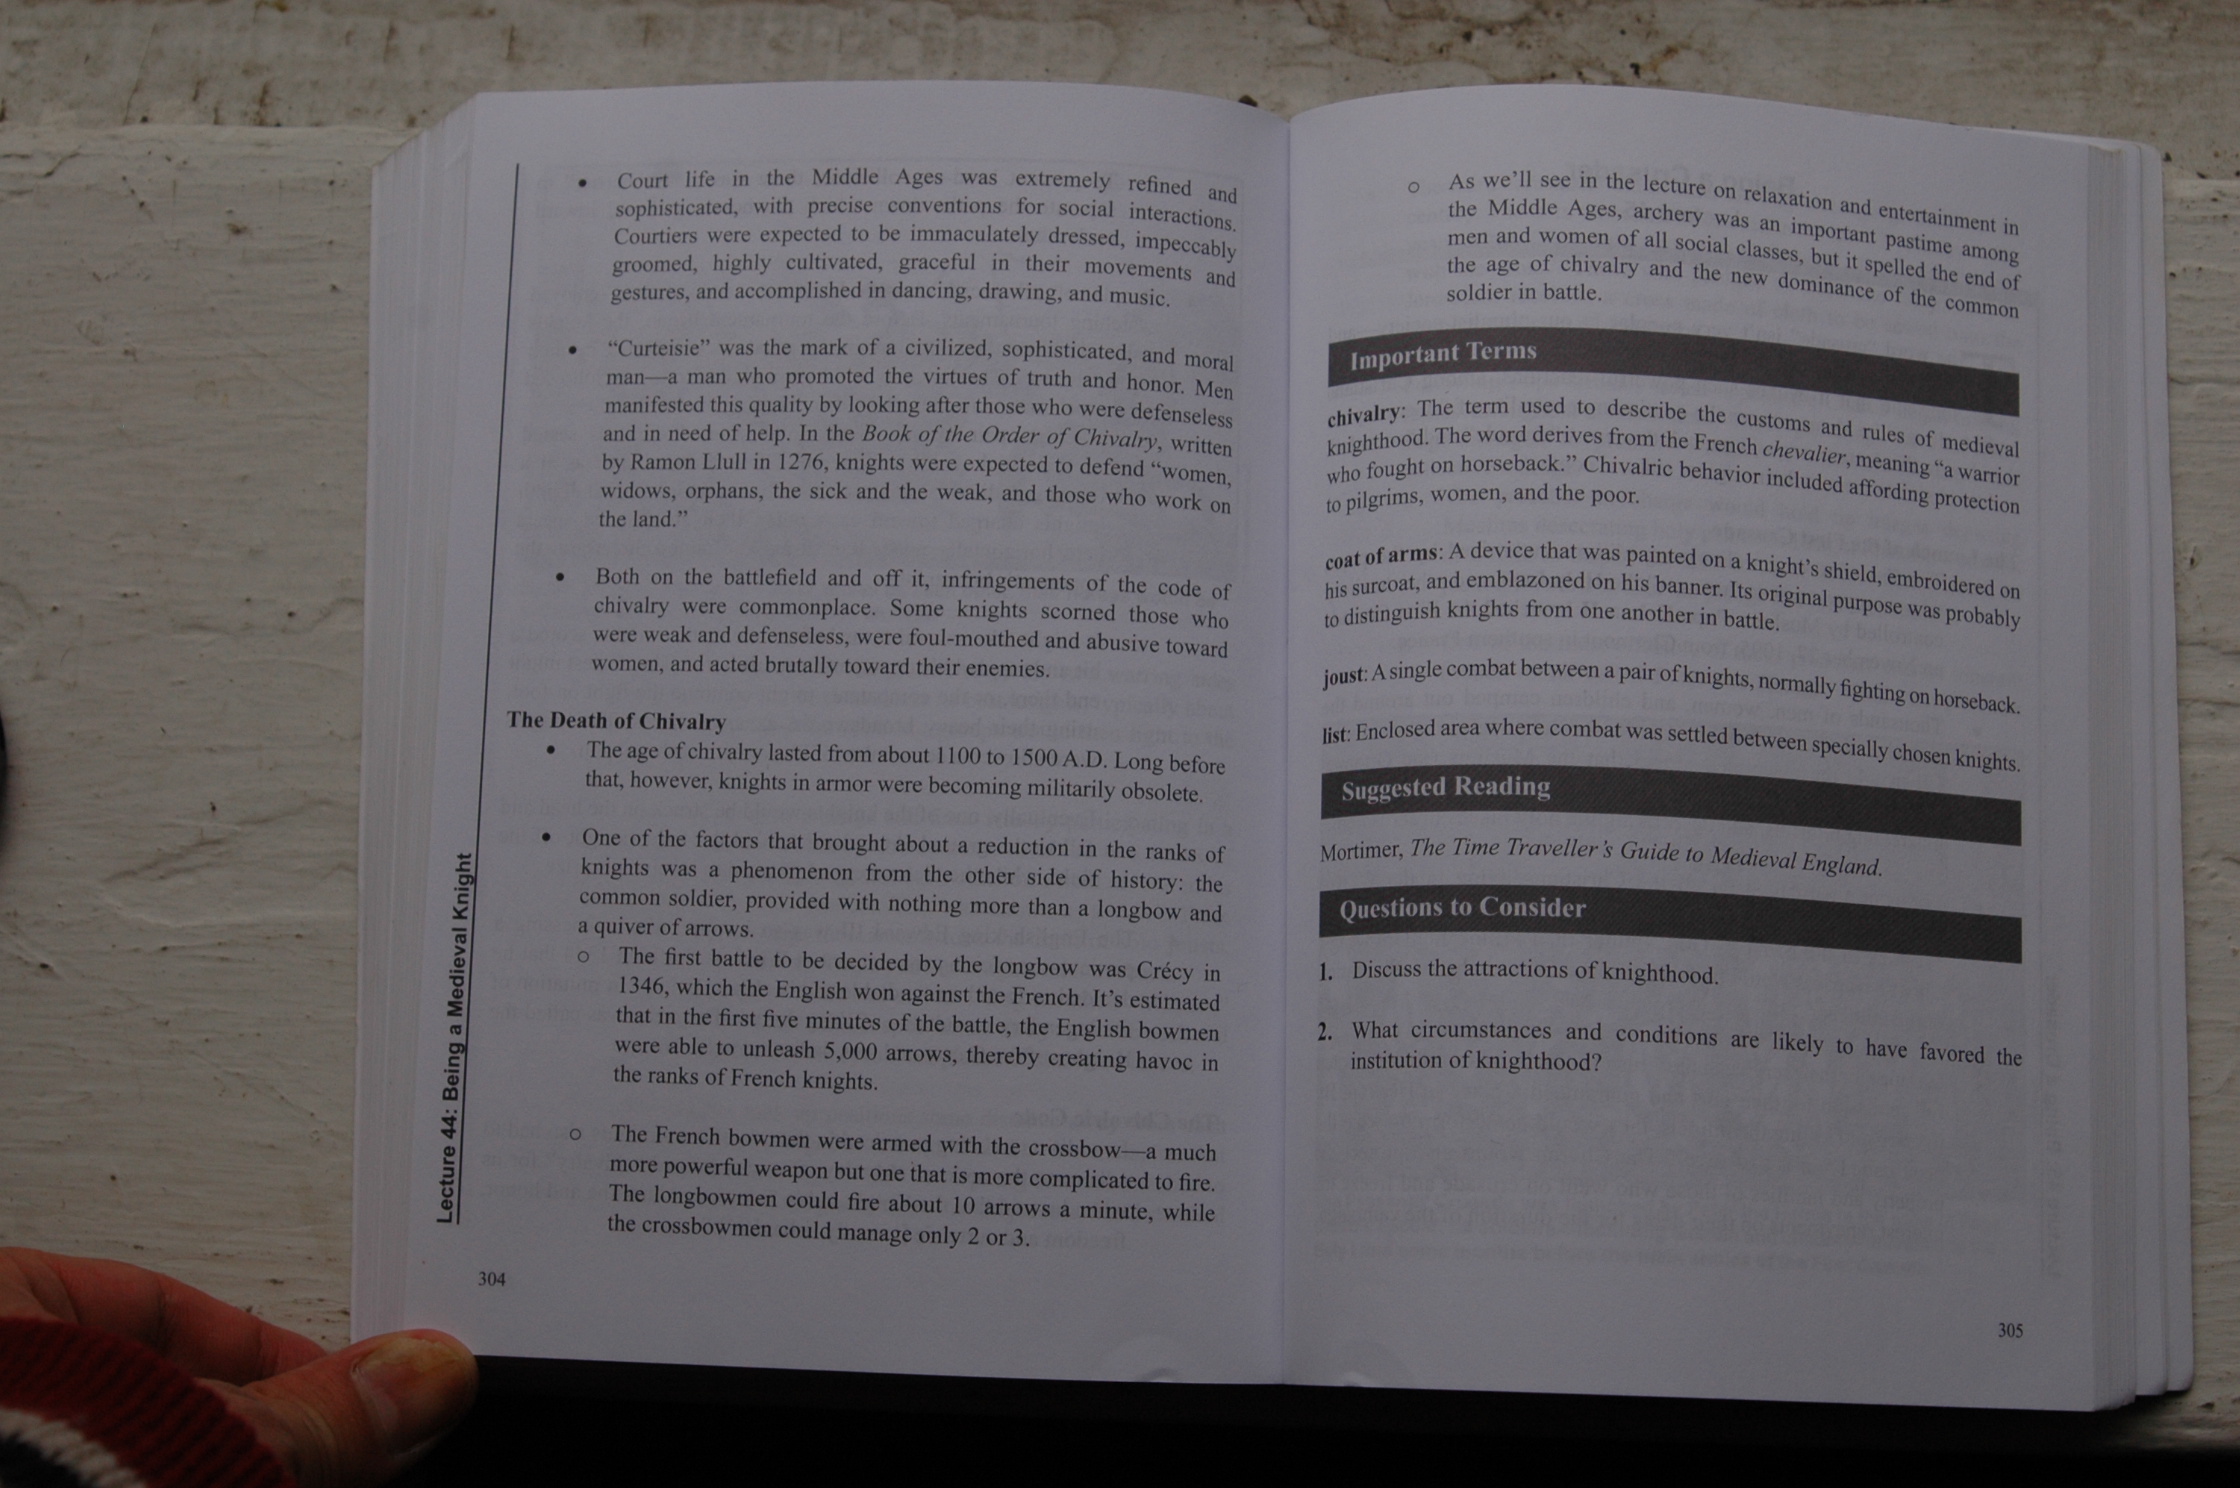 • Court life in the Middle Ages was extremely refined and
sophisticated, with precise conventions for social interactions.
Courtiers were expected to be immaculately dressed, impeccably
groomed, highly cultivated, graceful in their movements and
gestures, and accomplished in dancing, drawing, and music.
• “Curteisie” was the mark of a civilized, sophisticated, and moral
man—a man who promoted the virtues of truth and honor. Men
manifested this quality by looking after those who were defenseless
and in need of help. In the Book of the Order of Chivalry, written
by Ramon Llull in 1276, knights were expected to defend “women,
widows, orphans, the sick and the weak, and those who work on
the land.”
• Both on the battlefield and off it, infringements of the code of
chivalry were commonplace. Some knights scorned those who
were weak and defenseless, were foul-mouthed and abusive toward
women, and acted brutally toward their enemies.
The Death of Chivalry
• The age of chivalry lasted from about 1100 to 1500 A.D. Long before
that, however, knights in armor were becoming militarily obsolete.
• One of the factors that brought about a reduction in the ranks of
knights was a phenomenon from the other side of history: the
common soldier, provided with nothing more than a longbow and
a quiver of arrows.
o The first battle to be decided by the longbow was Crécy in
1346, which the English won against the French. It’s estimated
that in the first five minutes of the battle, the English bowmen
were able to unleash 5,000 arrows, thereby creating havoc in
the ranks of French knights.
o The French bowmen were armed with the crossbow—a much
more powerful weapon but one that is more complicated to fire.
The longbowmen could fire about 10 arrows a minute, while
the crossbowmen could manage only 2 or 3.
Lecture 44: Being a Medieval Knight
304
o As we’ll see in the lecture on relaxation and entertainment in
the Middle Ages, archery was an important pastime among
men and women of all social classes, but it spelled the end of
the age of chivalry and the new dominance of the common
soldier in battle.
Important Terms
chivalry: The term used to describe the customs and rules of medieval
knighthood. The word derives from the French chevalier, meaning “a warrior
who fought on horseback.” Chivalric behavior included affording protection
to pilgrims, women, and the poor.
coat of arms: A device that was painted on a knight’s shield, embroidered on
his surcoat, and emblazoned on his banner. Its original purpose was probably
to distinguish knights from one another in battle.
joust: A single combat between a pair of knights, normally fighting on horseback.
list: Enclosed area where combat was settled between specially chosen knights.
Suggested Reading
Mortimer, The Time Traveller’s Guide to Medieval England.
Questions to Consider
1. Discuss the attractions of knighthood.
2. What circumstances and conditions are likely to have favored the
institution of knighthood?
305